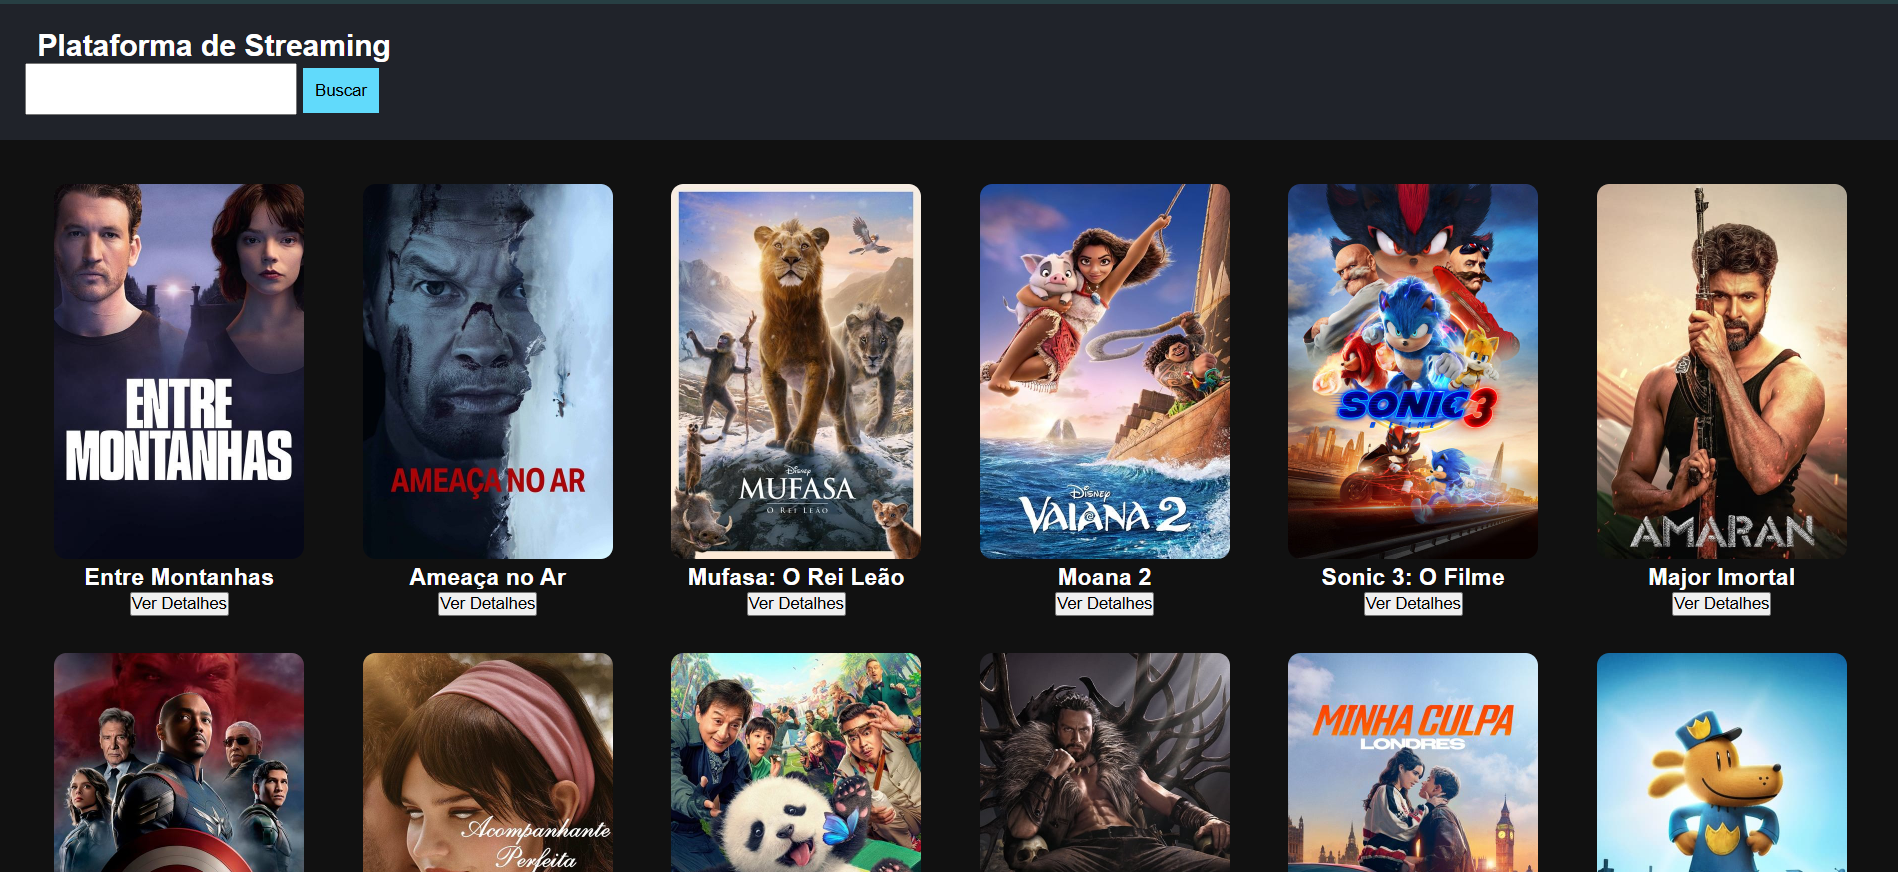 Plataforma de Streaming
Buscar
ENTRE
MONTANHAS
AMEAÇA NO AR
Disney
MUFASA
O REI LEÃO
Disney
VAIANA 2
SONIC 3
O FILME
AMARAN
Entre Montanhas
Ameaça no Ar
Mufasa: O Rei Leão
Moana 2
Sonic 3: O Filme
Major Imortal
Ver Detalhes
Ver Detalhes
Ver Detalhes
Ver Detalhes
Ver Detalhes
Ver Detalhes
MINHA CULPA
LONDRES
Acompanhante
Perfeita